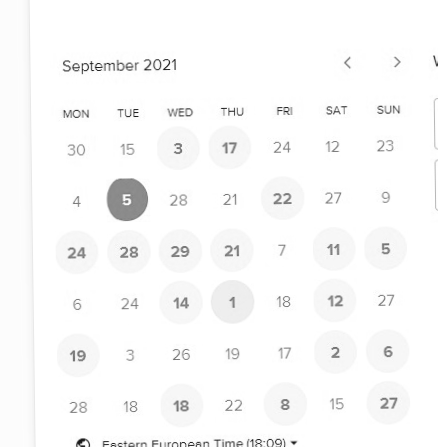 September 2021
MON TUE WED THU FRI SAT SUN
30 15 3 17 24 12 23
4 5 28 21 22 27 9
24 28 29 21 7 11 5
6 24 14 1 18 12 27
19 3 26 19 17 2 6
28 18 18 22 8 15 27
Eastern European Time (18:09)